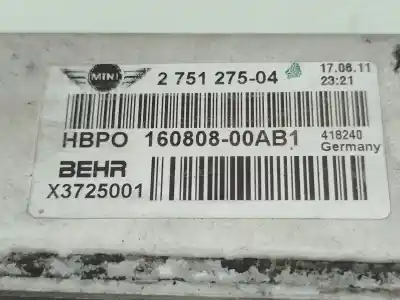 MINI 2 751 275-04 17.06.11
23:21
HBPO 160808-00AB1 418240
Germany
BEHR
X3725001